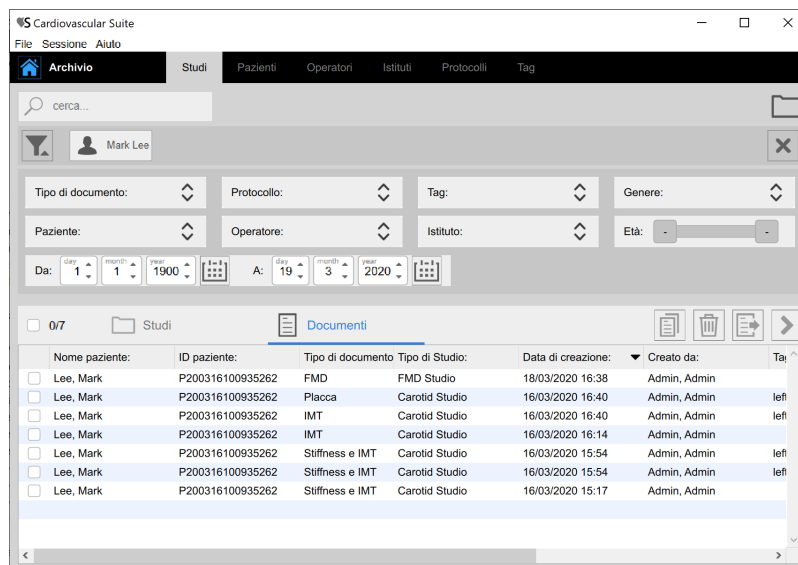 S Cardiovascular Suite
File Sessione Aiuto
Archivio Studi Pazienti Operatori Istituti Protocolli Tag
cerca...
Mark Lee
Tipo di documento: Protocollo: Tag: Genere:
Paziente: Operatore: Istituto: Età: - -
day month year day month year
Da: 1 1 1900 A: 19 3 2020
0/7 Studi Documenti
Nome paziente: ID paziente: Tipo di documento Tipo di Studio: Data di creazione: Creato da: Tag
Lee, Mark P200316100935262 FMD FMD Studio 18/03/2020 16:38 Admin, Admin
Lee, Mark P200316100935262 Placca Carotid Studio 16/03/2020 16:40 Admin, Admin left
Lee, Mark P200316100935262 IMT Carotid Studio 16/03/2020 16:40 Admin, Admin left
Lee, Mark P200316100935262 IMT Carotid Studio 16/03/2020 16:14 Admin, Admin
Lee, Mark P200316100935262 Stiffness e IMT Carotid Studio 16/03/2020 15:54 Admin, Admin left
Lee, Mark P200316100935262 Stiffness e IMT Carotid Studio 16/03/2020 15:54 Admin, Admin left
Lee, Mark P200316100935262 Stiffness e IMT Carotid Studio 16/03/2020 15:17 Admin, Admin